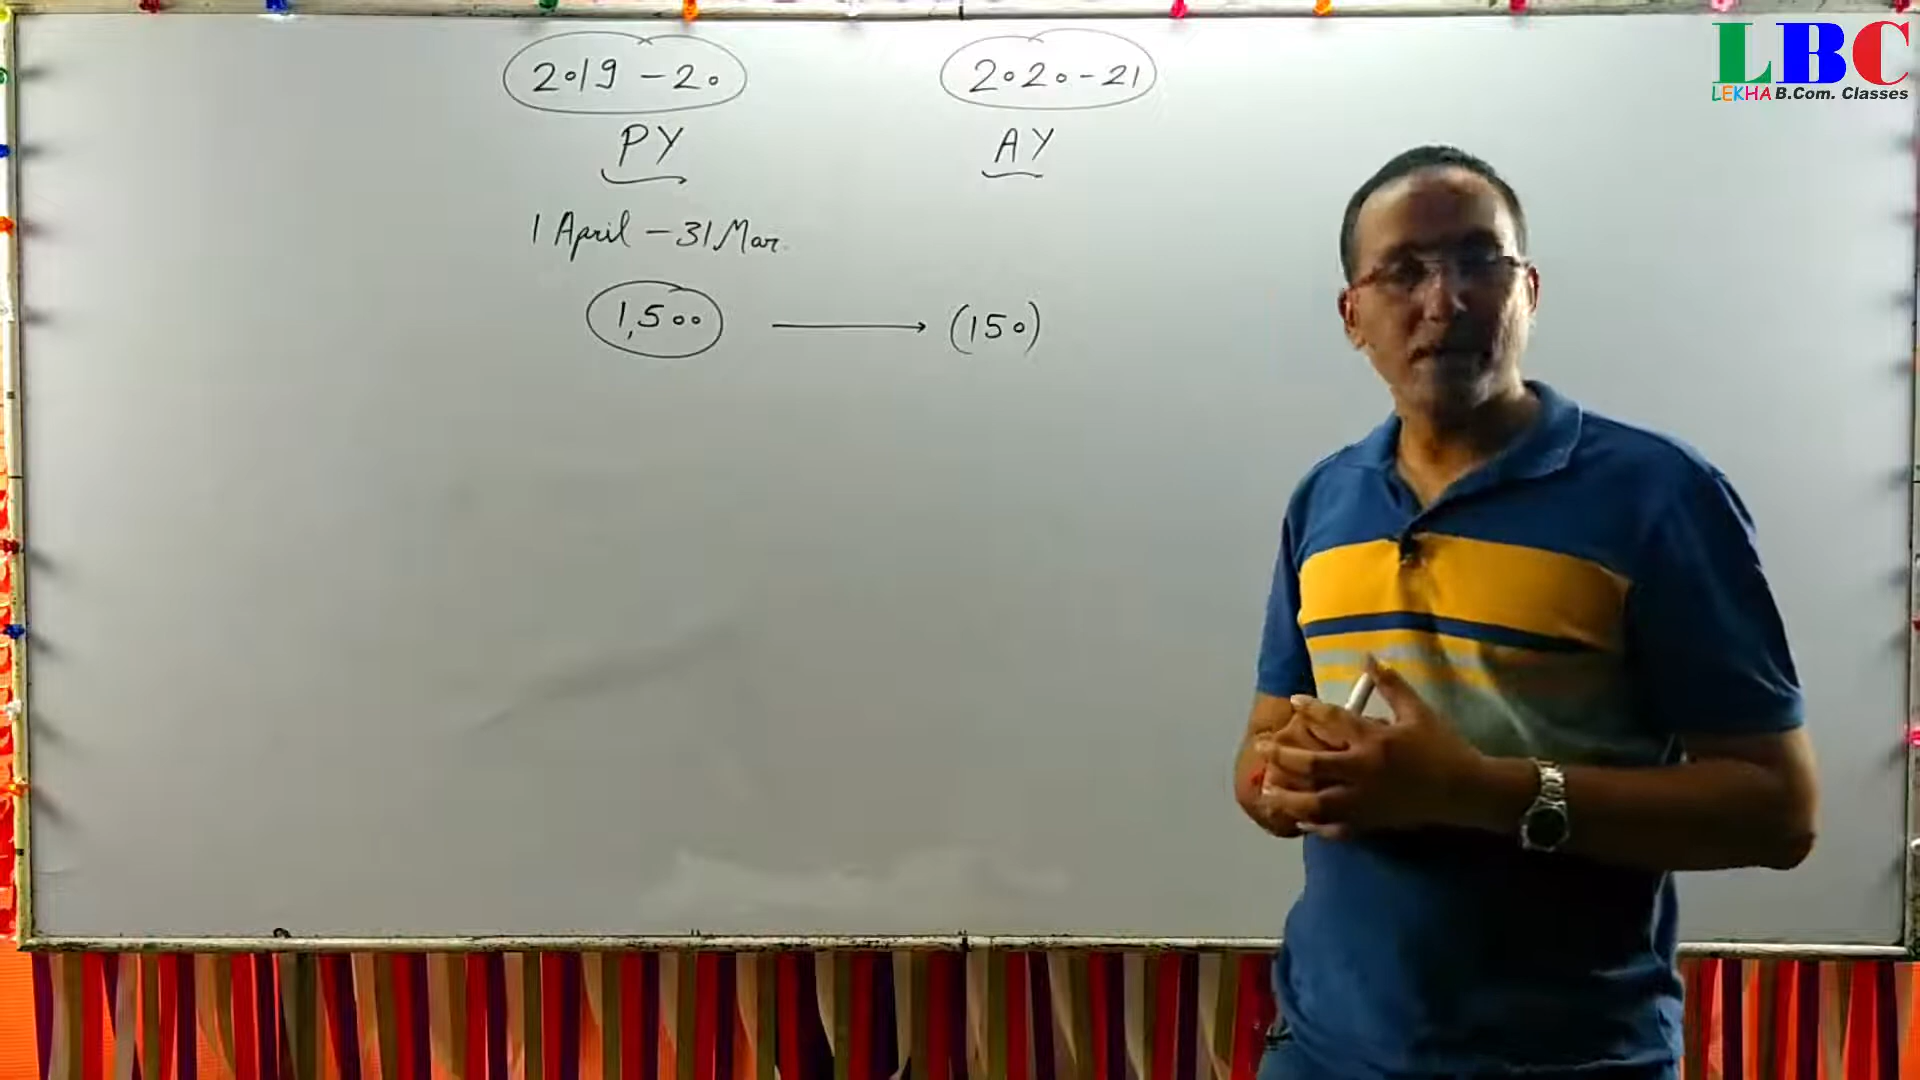 2019-20 2020-21
PY AY
1 April - 31 Mar.
1,500 → (150)
LBC
LEKHA B.Com. Classes